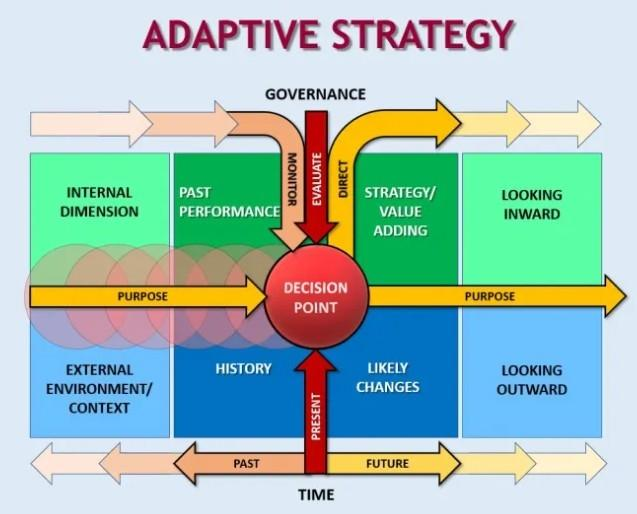 ADAPTIVE STRATEGY
GOVERNANCE
MONITOR
EVALUATE
DIRECT
INTERNAL
DIMENSION
PAST
PERFORMANCE
STRATEGY/
VALUE
ADDING
LOOKING
INWARD
PURPOSE
DECISION
POINT
PURPOSE
EXTERNAL
ENVIRONMENT/
CONTEXT
HISTORY
LIKELY
CHANGES
LOOKING
OUTWARD
PRESENT
PAST
FUTURE
TIME